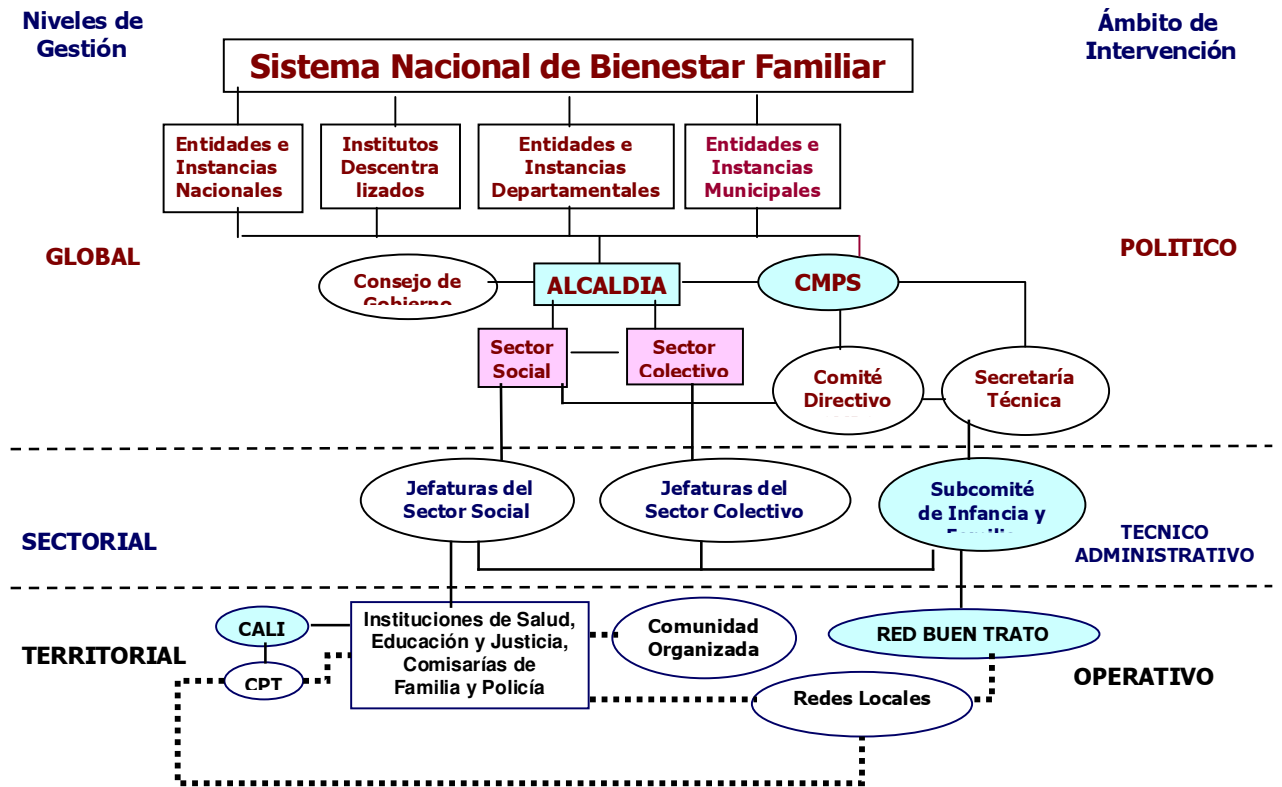 Niveles de
Gestión
Ámbito de
Intervención
Sistema Nacional de Bienestar Familiar
Entidades e
Instancias
Nacionales
Institutos
Descentra
lizados
Entidades e
Instancias
Departamentales
Entidades e
Instancias
Municipales
GLOBAL
POLITICO
Consejo de
Gobierno
ALCALDIA
CMPS
Sector
Social
Sector
Colectivo
Comité
Directivo
Secretaría
Técnica
Jefaturas del
Sector Social
Jefaturas del
Sector Colectivo
Subcomité
de Infancia y
Familia
SECTORIAL
TECNICO
ADMINISTRATIVO
CALI
CPT
Instituciones de Salud,
Educación y Justicia,
Comisarías de
Familia y Policía
Comunidad
Organizada
RED BUEN TRATO
TERRITORIAL
OPERATIVO
Redes Locales